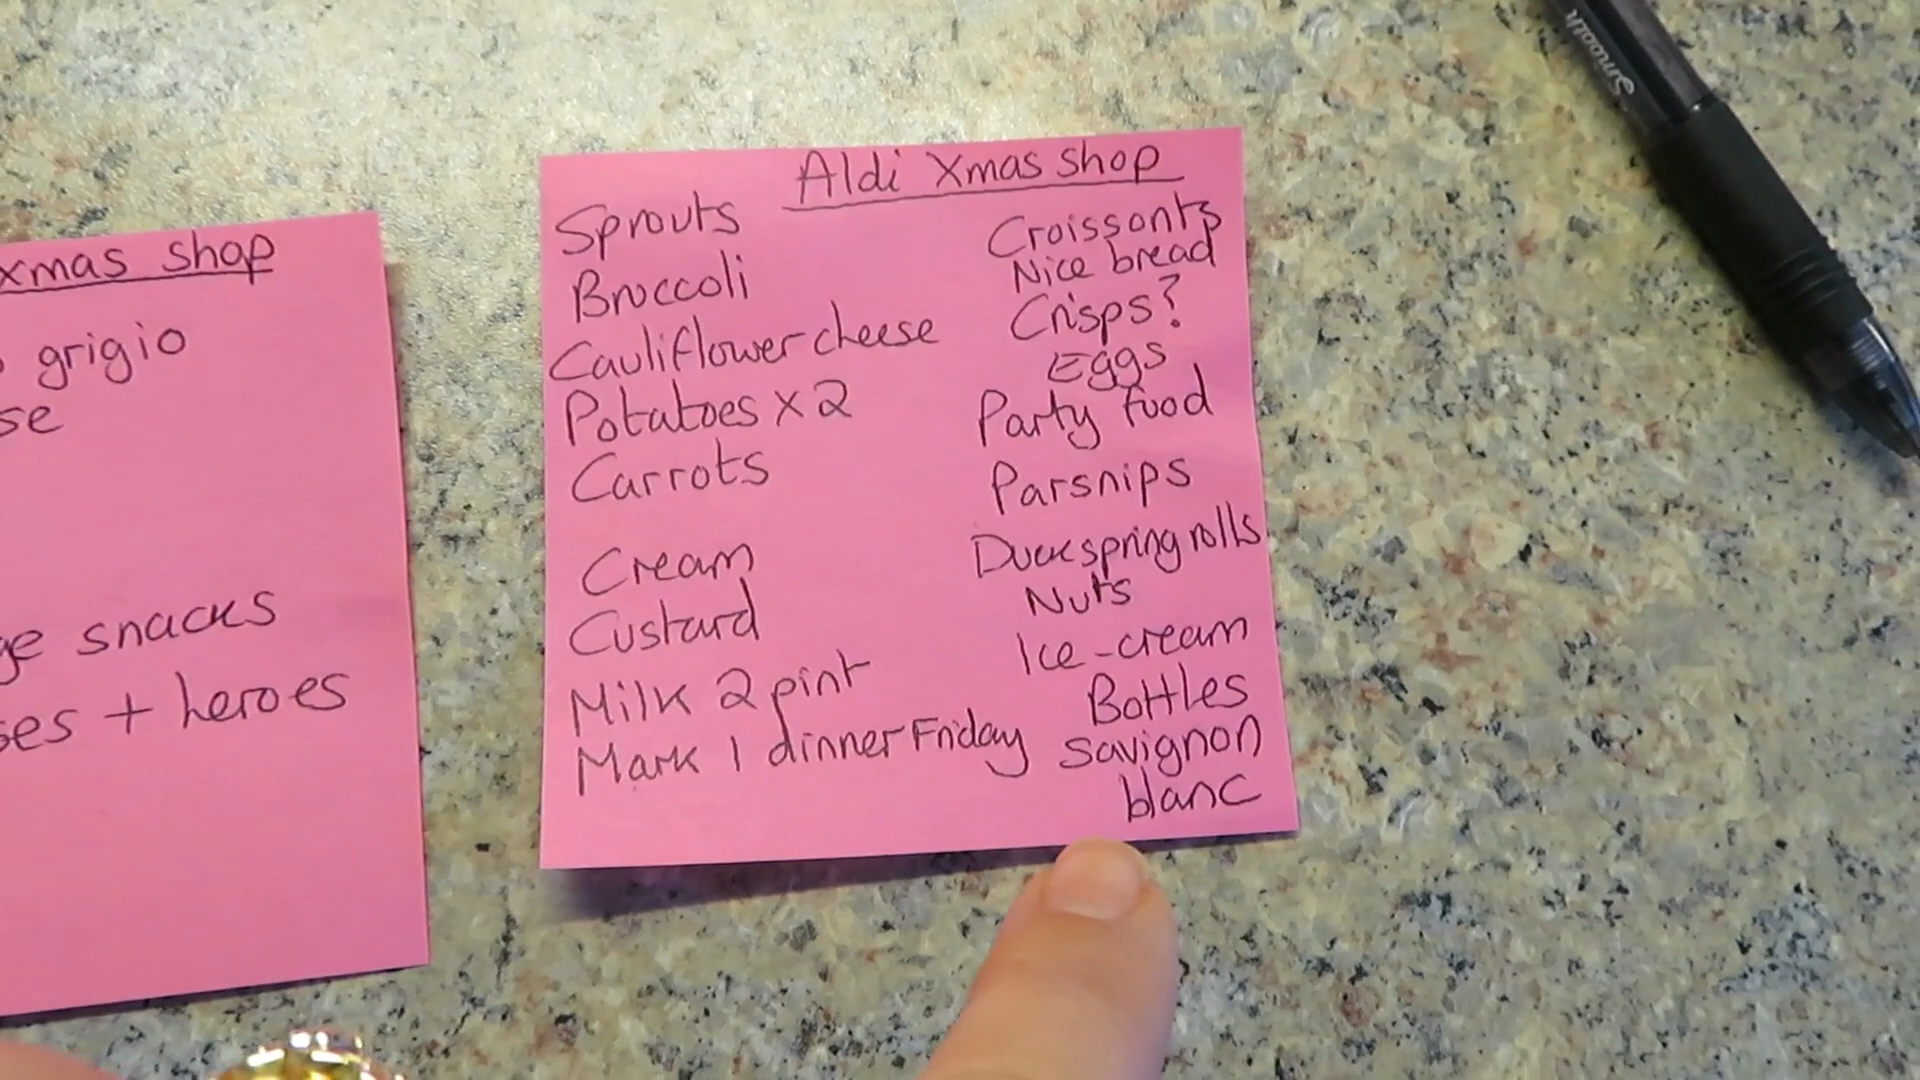 xmas shop
grigio
se
ge snacks
ses + heroes
Aldi Xmas shop
Sprouts
Broccoli
Cauliflower cheese
Potatoes x 2
Carrots
Cream
Custard
Milk 2 pint
Mark 1 dinner Friday
Croissonts
Nice bread
Crisps?
Eggs
Party food
Parsnips
Duck spring rolls
Nuts
Ice-cream
Bottles
Savignon
blanc
Smooth